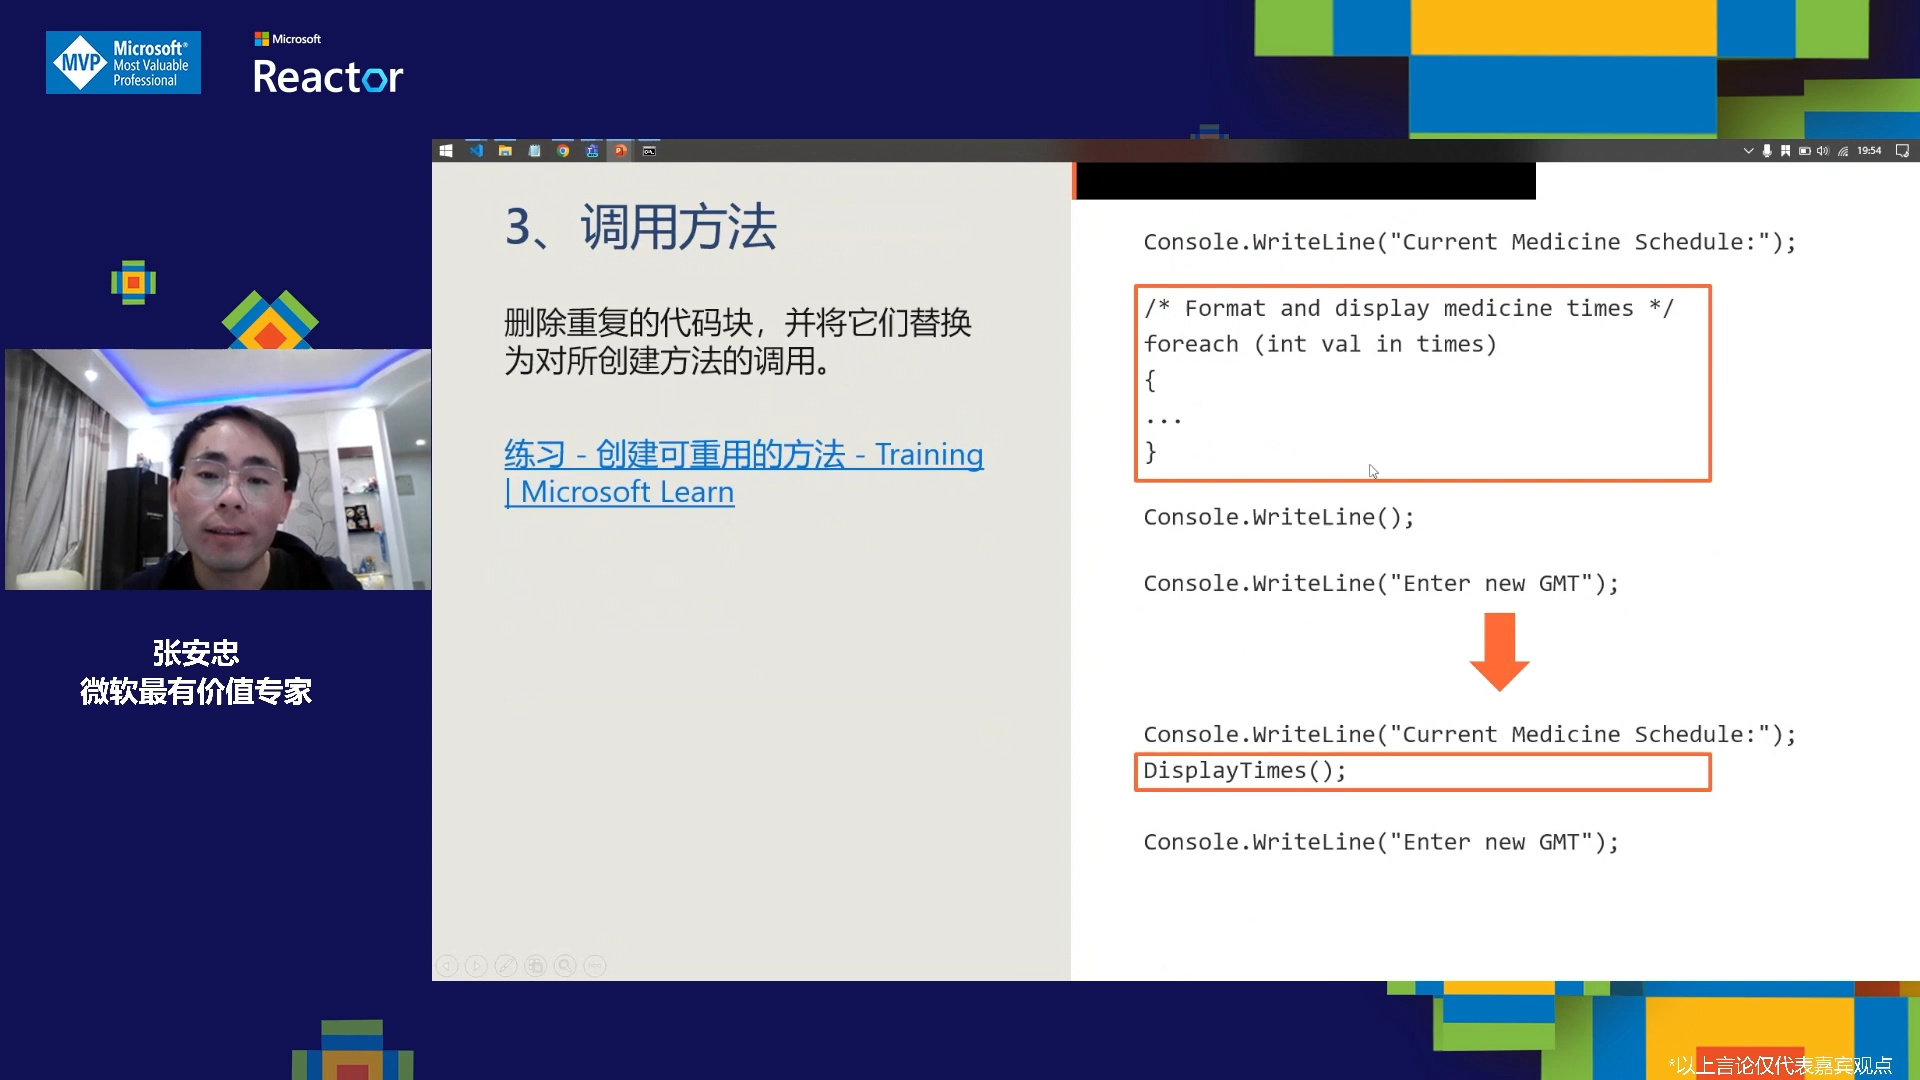 MVP
Microsoft®
Most Valuable
Professional
Microsoft
Reactor
19:54
3、调用方法
删除重复的代码块，并将它们替换
为对所创建方法的调用。
练习 - 创建可重用的方法 - Training
| Microsoft Learn
Console.WriteLine("Current Medicine Schedule:");
/* Format and display medicine times */
foreach (int val in times)
{
...
}
Console.WriteLine();
Console.WriteLine("Enter new GMT");
Console.WriteLine("Current Medicine Schedule:");
DisplayTimes();
Console.WriteLine("Enter new GMT");
张安忠
微软最有价值专家
*以上言论仅代表嘉宾观点